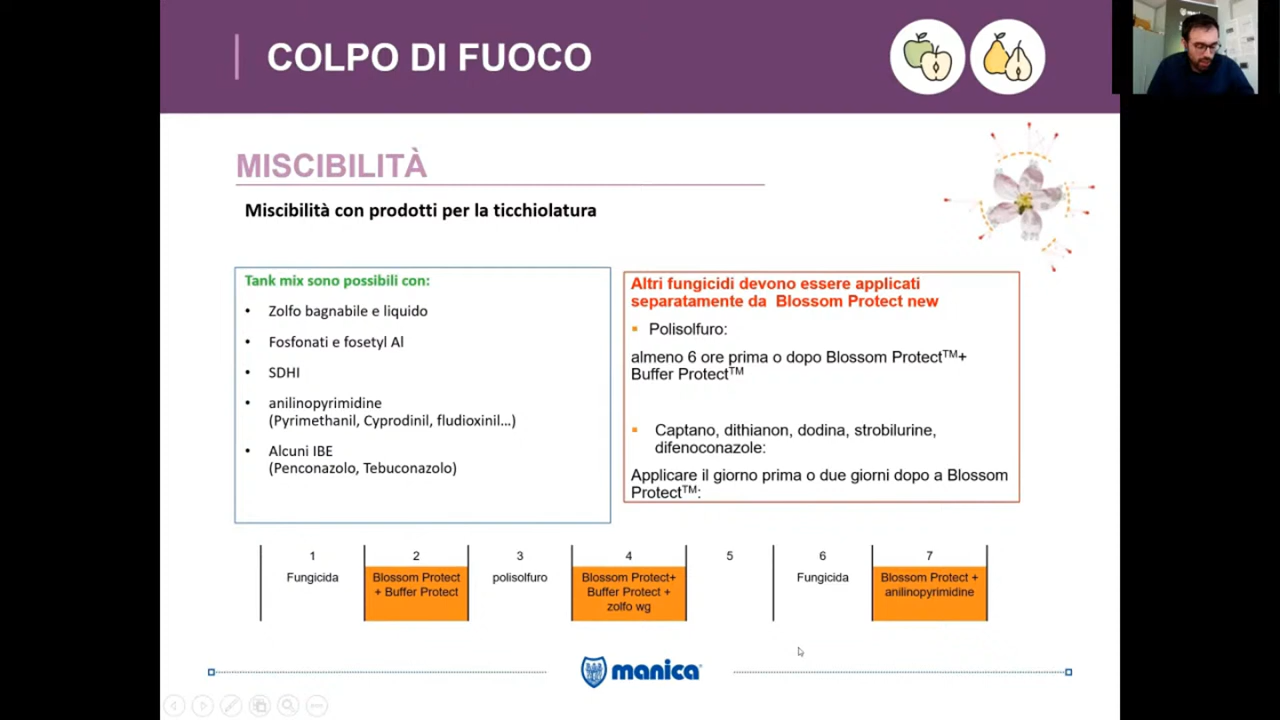 COLPO DI FUOCO
MISCIBILITÀ
Miscibilità con prodotti per la ticchiolatura
Tank mix sono possibili con:
• Zolfo bagnabile e liquido
• Fosfonati e fosetyl Al
• SDHI
• anilinopyrimidine
(Pyrimethanil, Cyprodinil, fludioxinil...)
• Alcuni IBE
(Penconazolo, Tebuconazolo)
Altri fungicidi devono essere applicati
separatamente da Blossom Protect new
▪ Polisolfuro:
almeno 6 ore prima o dopo Blossom Protect™+
Buffer Protect™
▪ Captano, dithianon, dodina, strobilurine,
difenoconazole:
Applicare il giorno prima o due giorni dopo a Blossom
Protect™:
1
Fungicida
2
Blossom Protect
+ Buffer Protect
3
polisolfuro
4
Blossom Protect+
Buffer Protect +
zolfo wg
5
6
Fungicida
7
Blossom Protect +
anilinopyrimidine
manica